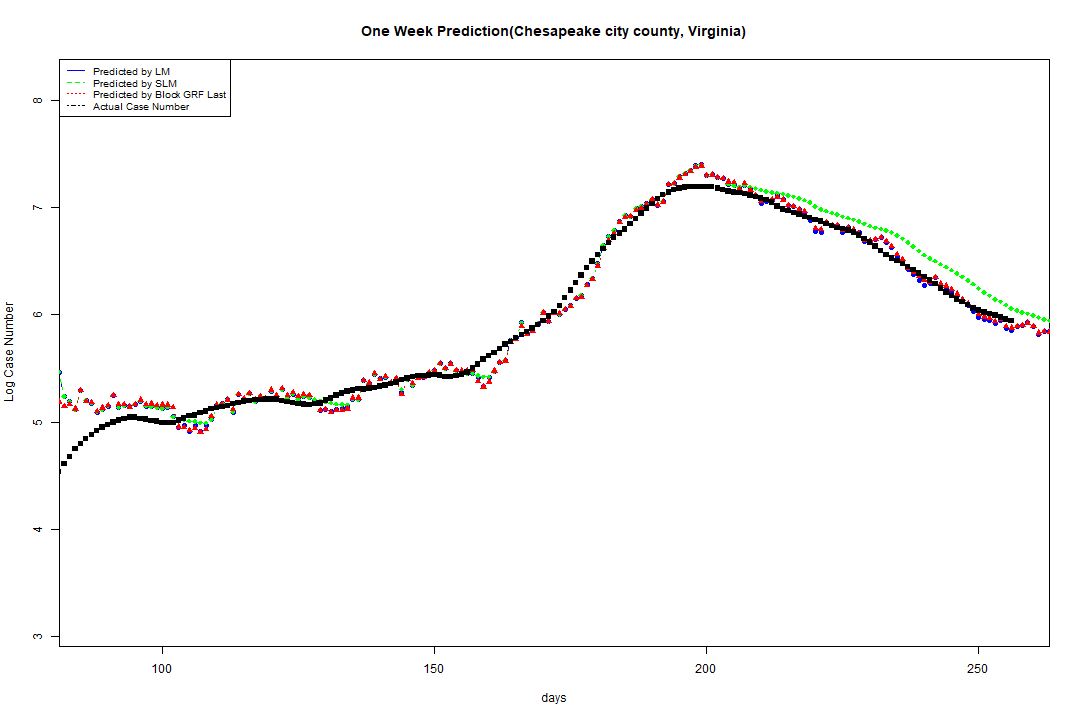 One Week Prediction(Chesapeake city county, Virginia)
Predicted by LM
Predicted by SLM
Predicted by Block GRF Last
Actual Case Number
8
7
6
5
4
3
Log Case Number
100 150 200 250
days